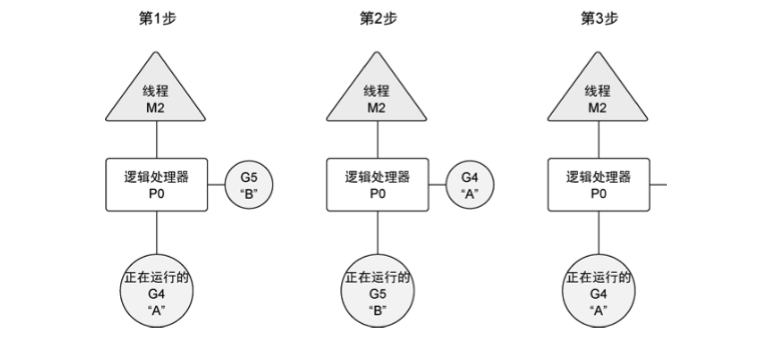 第1步
第2步
第3步
线程
M2
线程
M2
线程
M2
逻辑处理器
P0
G5
“B”
逻辑处理器
P0
G4
“A”
逻辑处理器
P0
正在运行的
G4
“A”
正在运行的
G5
“B”
正在运行的
G4
“A”